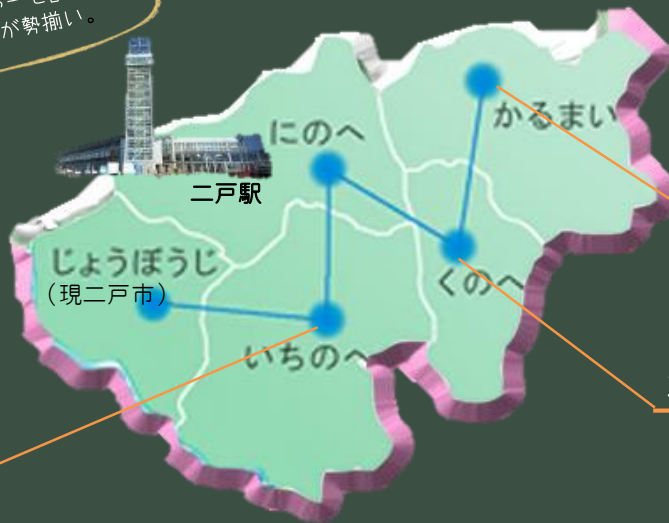 が勢揃い。
にのへ
かるまい
二戸駅
じょうぼうじ
(現二戸市)
くのへ
いちのへ